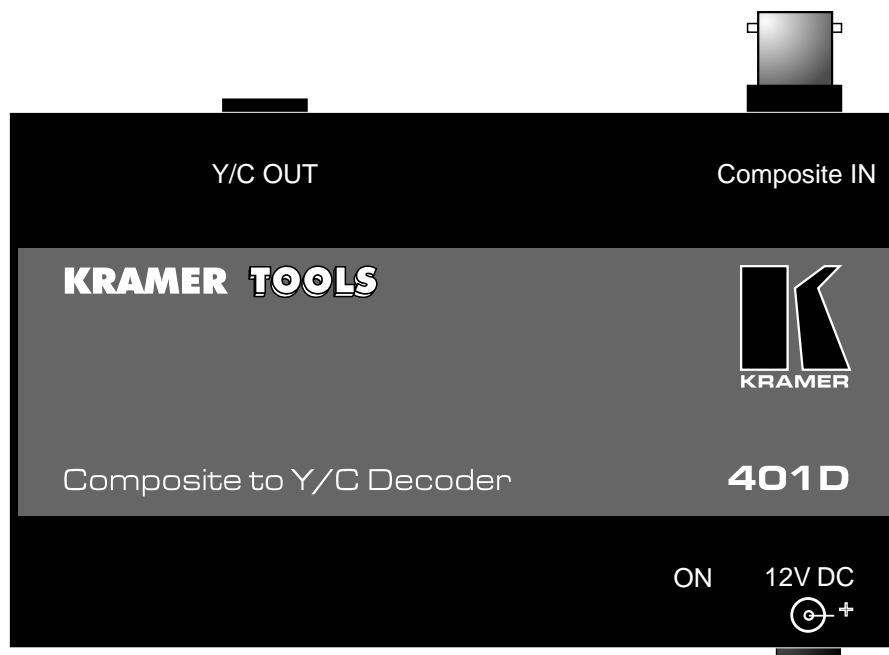 Y/C OUT
Composite IN
KRAMER TOOLS
KRAMER
Composite to Y/C Decoder
401D
ON
12V DC
+